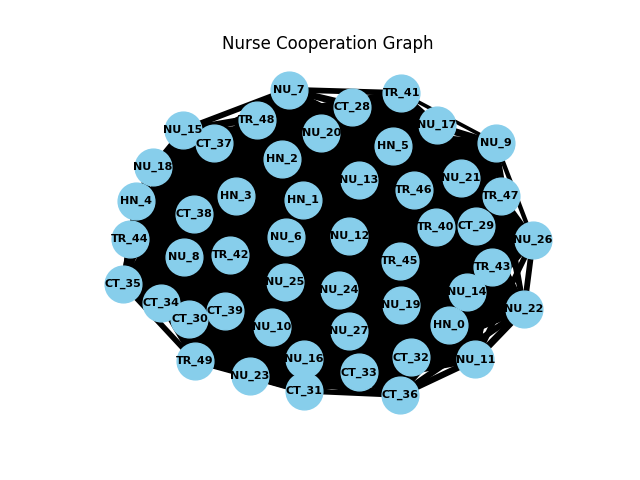 Nurse Cooperation Graph
NU_7
TR_41
CT_28
TR_48
NU_17
NU_15
NU_20
CT_37
NU_9
HN_5
HN_2
NU_18
NU_21
NU_13
TR_46
TR_47
HN_3
HN_1
HN_4
CT_38
TR_40
CT_29
NU_6
NU_12
TR_44
NU_26
TR_42
NU_8
TR_45
TR_43
NU_25
CT_35
NU_24
NU_14
CT_34
NU_19
NU_22
CT_39
CT_30
HN_0
NU_10
NU_27
CT_32
NU_16
NU_11
TR_49
CT_33
NU_23
CT_31
CT_36